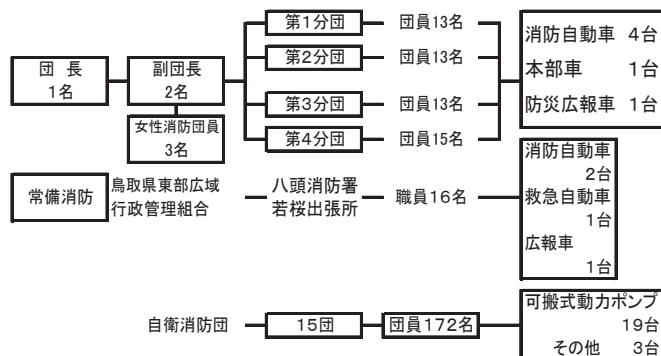 団 長
1名
副団長
2名
女性消防団員
3名
第1分団 団員13名
第2分団 団員13名
第3分団 団員13名
第4分団 団員15名
消防自動車 4台
本部車 1台
防災広報車 1台
常備消防
鳥取県東部広域
行政管理組合
八頭消防署
若桜出張所
職員16名
消防自動車
2台
救急自動車
1台
広報車
1台
自衛消防団 15団 団員172名
可搬式動力ポンプ
19台
その他 3台